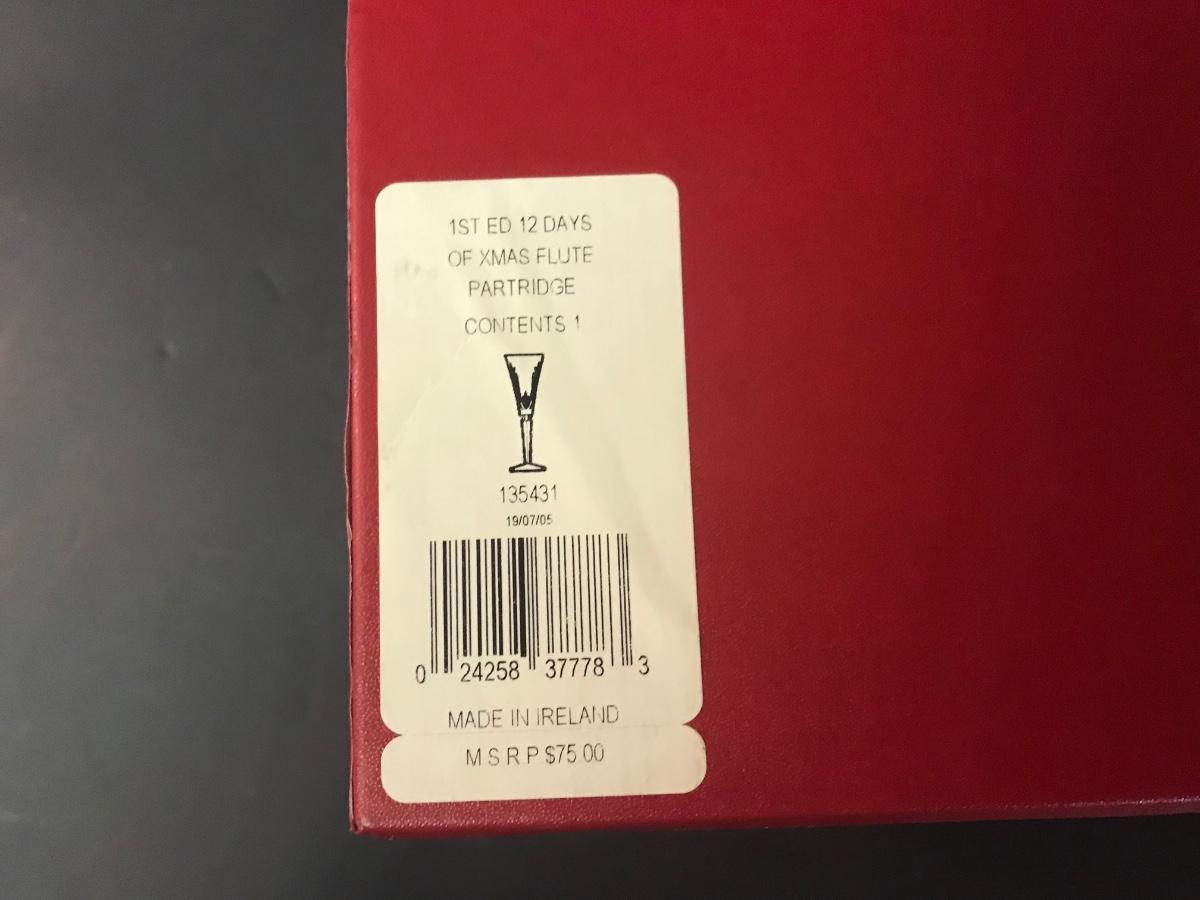 1ST ED 12 DAYS
OF XMAS FLUTE
PARTRIDGE
CONTENTS 1
135431
19/07/05
0 24258 37778 3
MADE IN IRELAND
M S R P $75 00